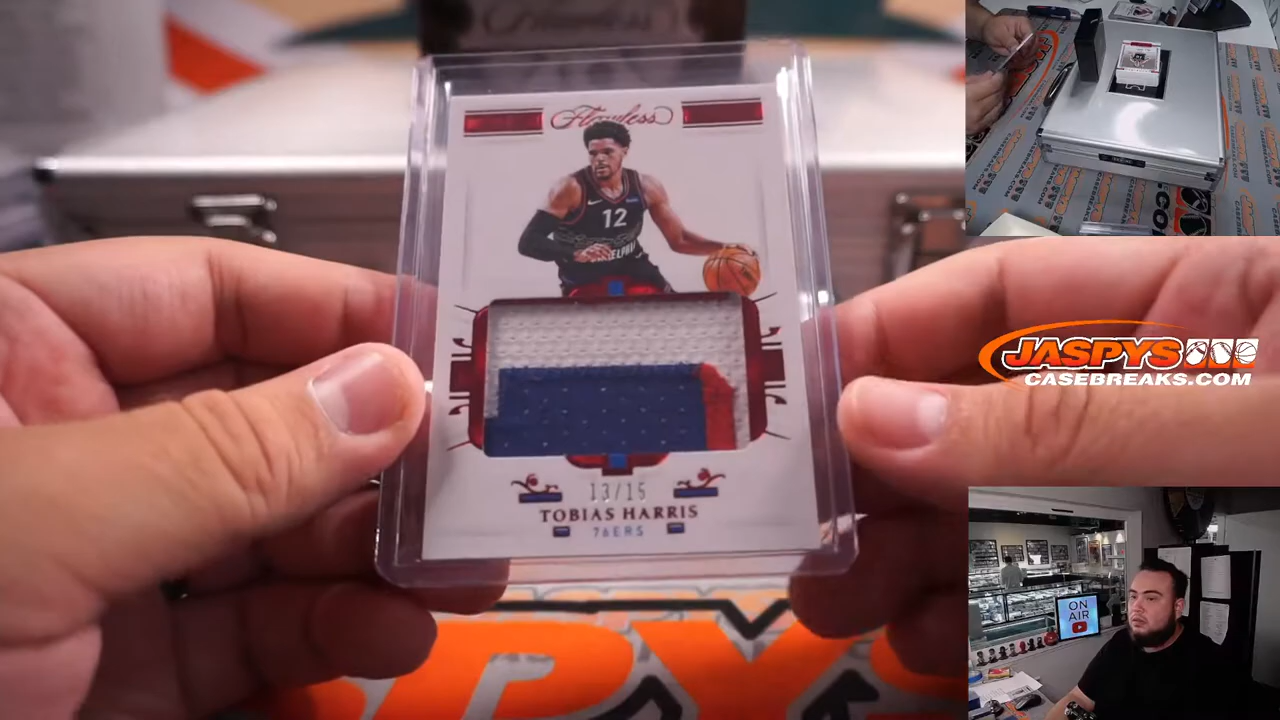 Flawless
12
13/15
TOBIAS HARRIS
76ERS
JASPYS
CASEBREAKS.COM
ON
AIR